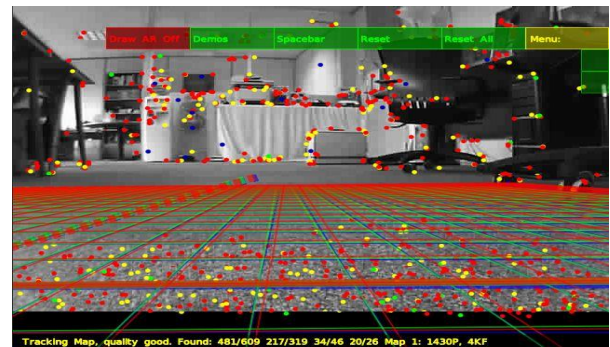 Draw AR Off Demos Spacebar Reset Reset All Menu:
Tracking Map, quality good. Found: 481/609 217/319 34/46 20/26 Map 1: 1430P, 4KF